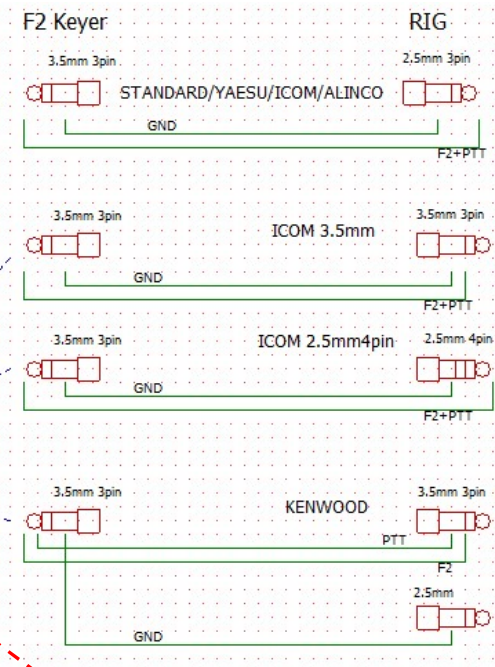 F2 Keyer RIG
3.5mm 3pin 2.5mm 3pin
STANDARD/YAESU/ICOM/ALINCO
GND
F2+PTT
3.5mm 3pin 3.5mm 3pin
ICOM 3.5mm
GND
F2+PTT
3.5mm 3pin ICOM 2.5mm4pin 2.5mm 4pin
GND
F2+PTT
3.5mm 3pin 3.5mm 3pin
KENWOOD
PTT
F2
2.5mm
GND